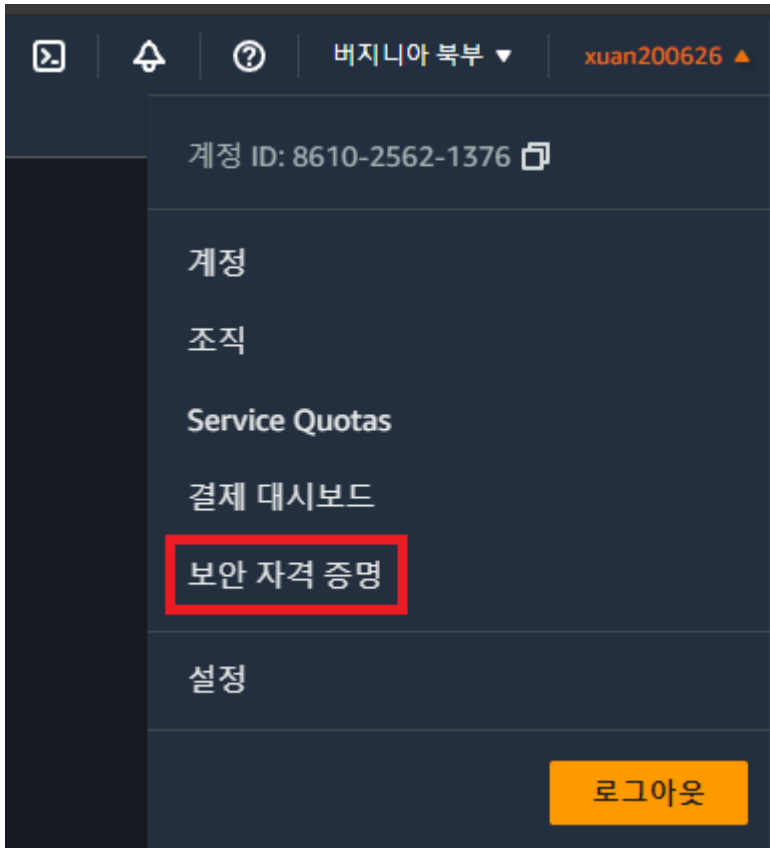 버지니아 북부 ▼ xuan200626 ▲
계정 ID: 8610-2562-1376
계정
조직
Service Quotas
결제 대시보드
보안 자격 증명
설정
로그아웃